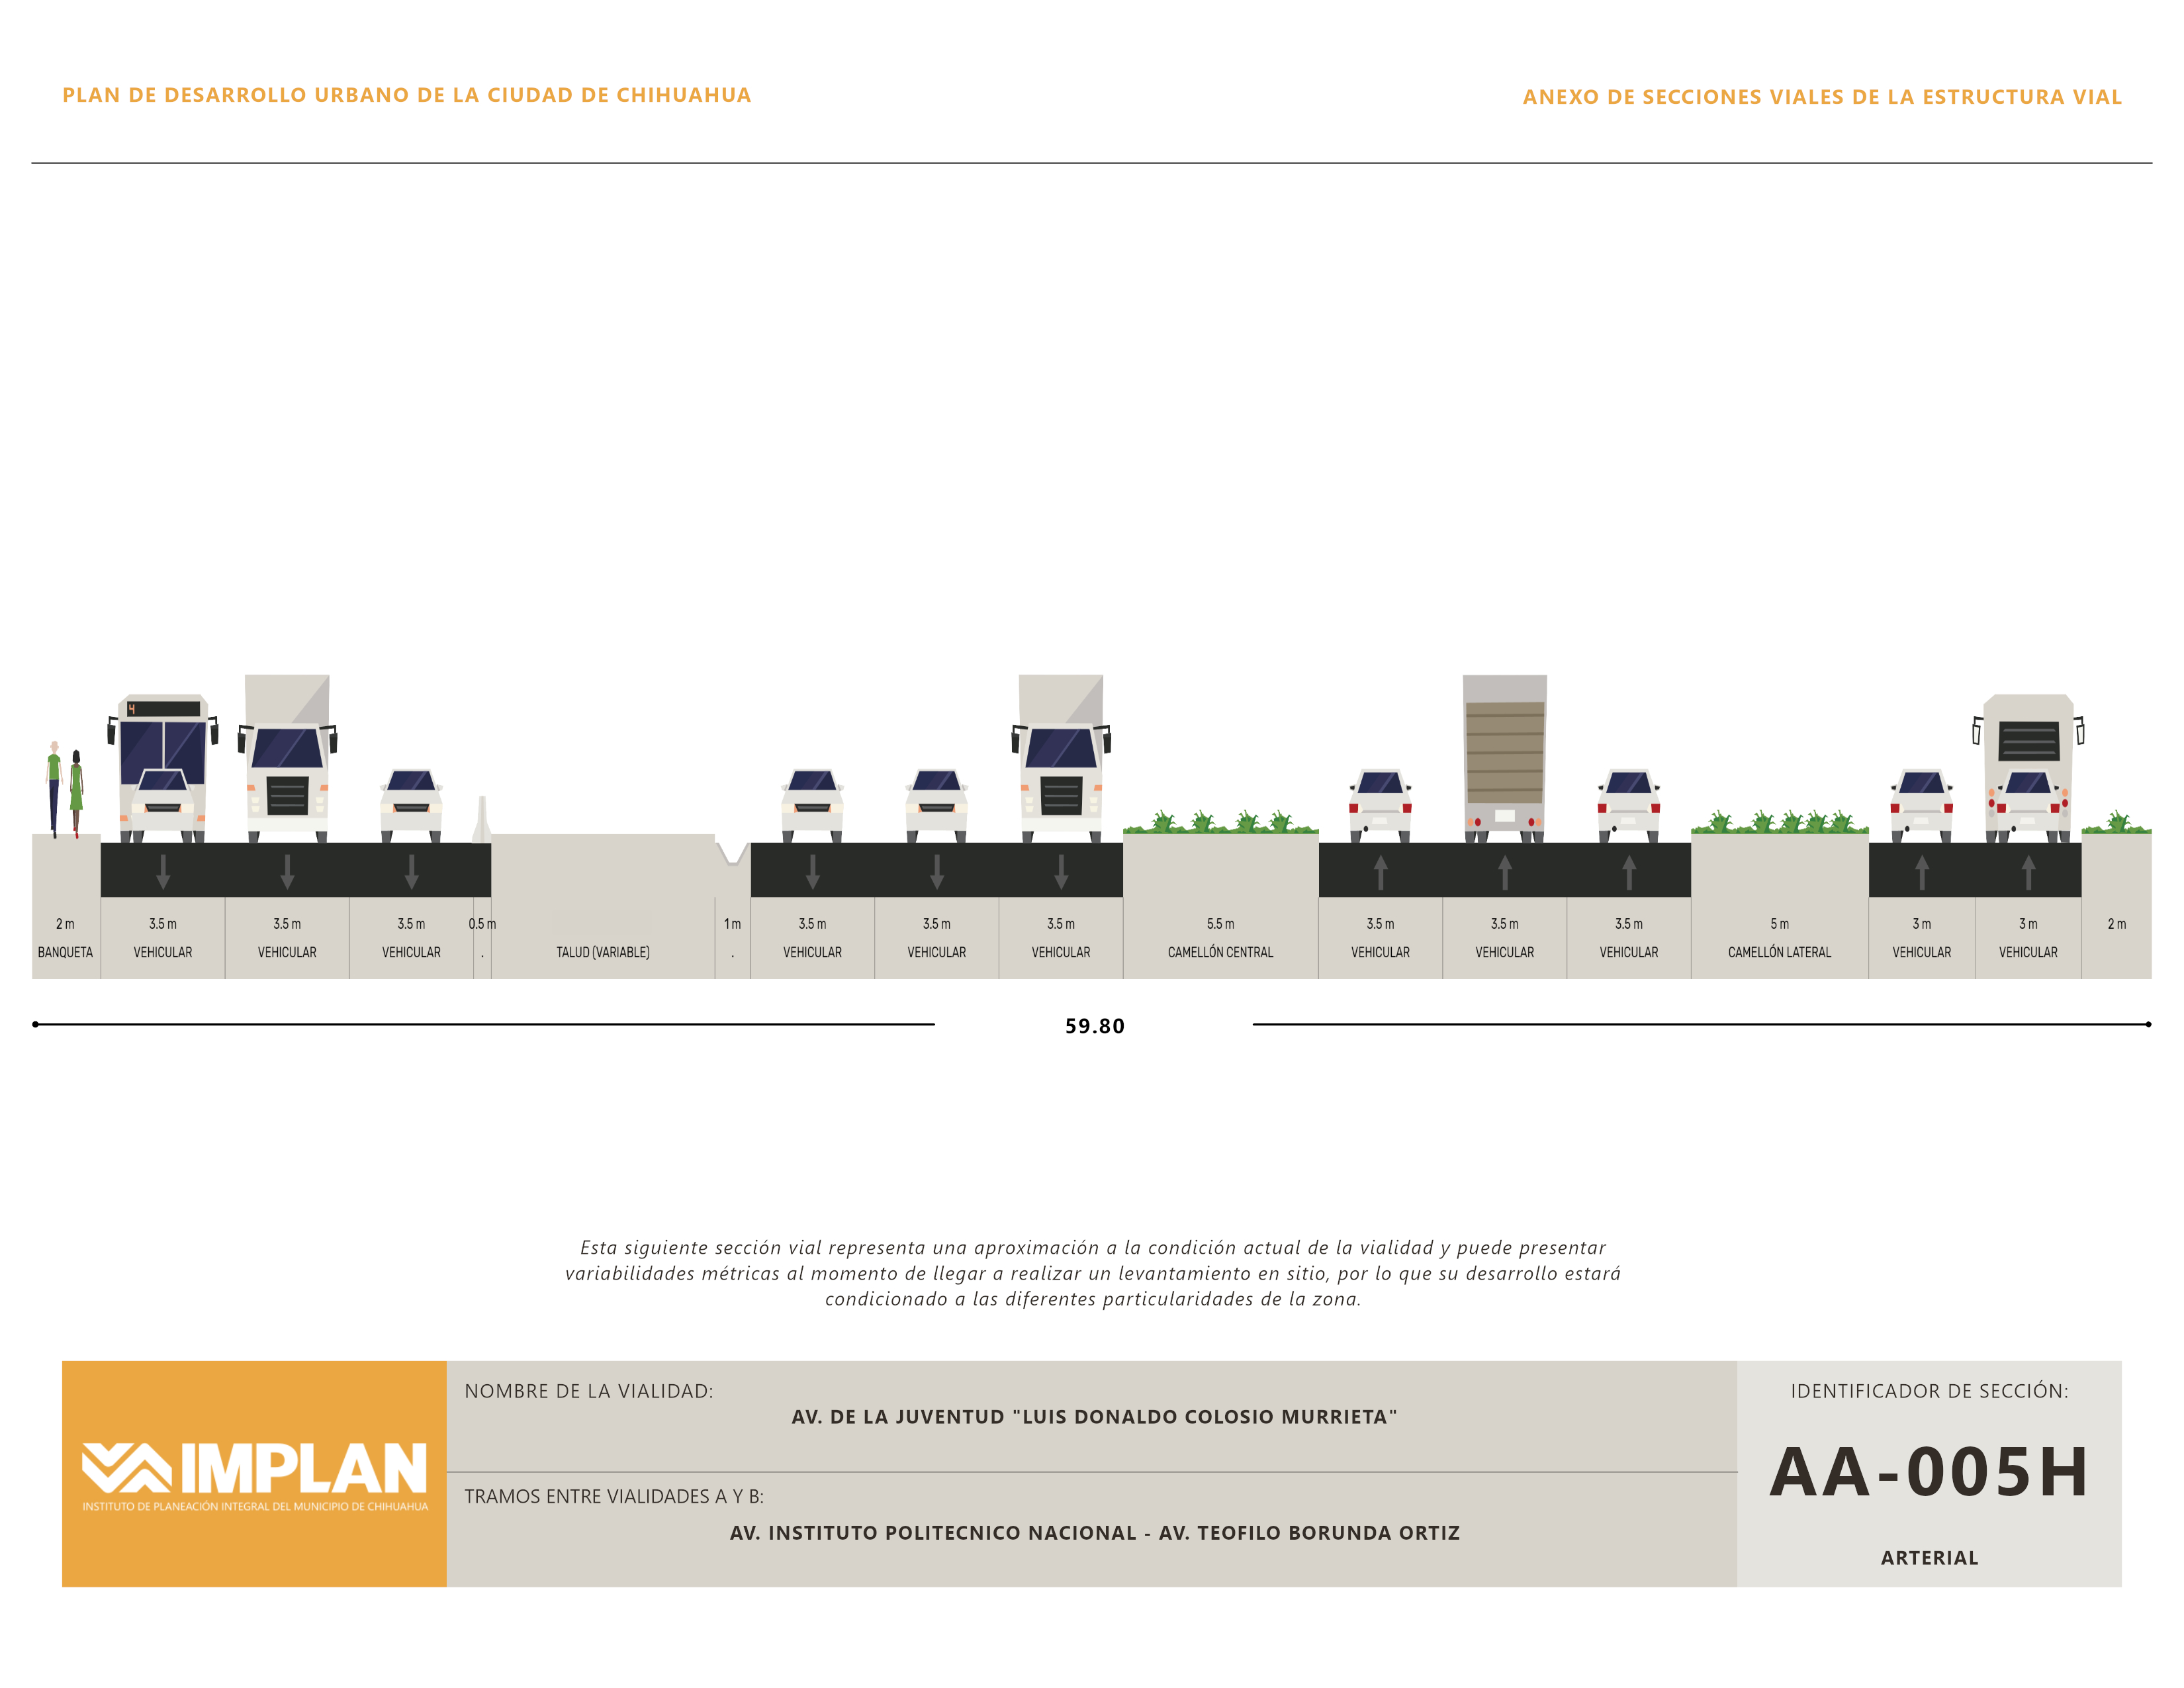 PLAN DE DESARROLLO URBANO DE LA CIUDAD DE CHIHUAHUA
ANEXO DE SECCIONES VIALES DE LA ESTRUCTURA VIAL
4
2 m 3.5 m 3.5 m 3.5 m 0.5 m 1 m 3.5 m 3.5 m 3.5 m 5.5 m 3.5 m 3.5 m 3.5 m 5 m 3 m 3 m 2 m
BANQUETA VEHICULAR VEHICULAR VEHICULAR . TALUD (VARIABLE) . VEHICULAR VEHICULAR VEHICULAR CAMELLÓN CENTRAL VEHICULAR VEHICULAR VEHICULAR CAMELLÓN LATERAL VEHICULAR VEHICULAR
59.80
Esta siguiente sección vial representa una aproximación a la condición actual de la vialidad y puede presentar
variabilidades métricas al momento de llegar a realizar un levantamiento en sitio, por lo que su desarrollo estará
condicionado a las diferentes particularidades de la zona.
IMPLAN
INSTITUTO DE PLANEACIÓN INTEGRAL DEL MUNICIPIO DE CHIHUAHUA
NOMBRE DE LA VIALIDAD:
AV. DE LA JUVENTUD "LUIS DONALDO COLOSIO MURRIETA"
TRAMOS ENTRE VIALIDADES A Y B:
AV. INSTITUTO POLITECNICO NACIONAL - AV. TEOFILO BORUNDA ORTIZ
IDENTIFICADOR DE SECCIÓN:
AA-005H
ARTERIAL